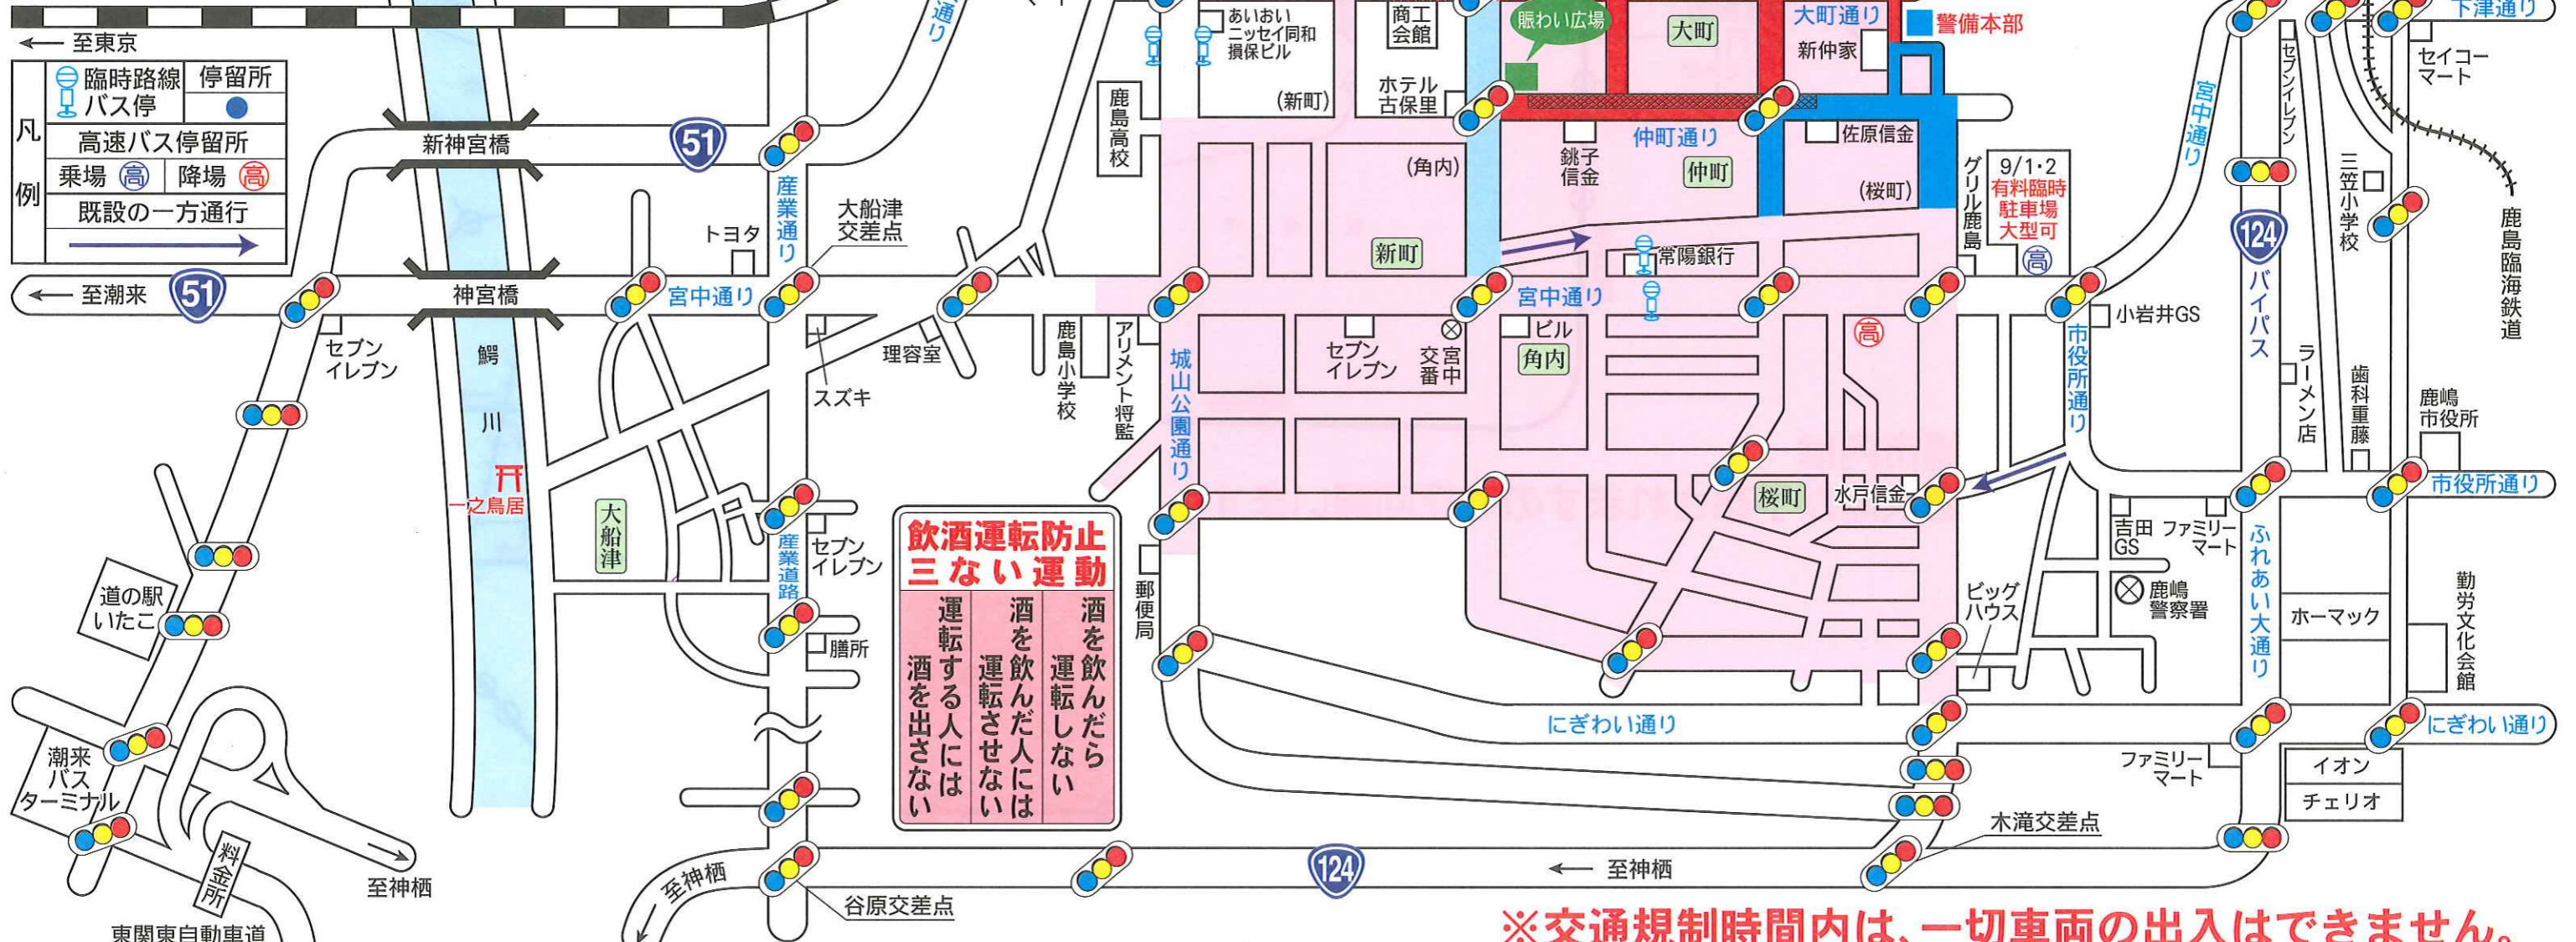 ←至東京
凡例
臨時路線
バス停
停留所
高速バス停留所
乗場 高
降場 高
既設の一方通行
←至潮来
51
新神宮橋
51
神宮橋
鰐川
一之鳥居
セブン
イレブン
道の駅
いたこ
潮来
バス
ターミナル
料金所
至神栖
東関東自動車道
大船津
トヨタ
宮中通り
産業通り
大船津
交差点
スズキ
理容室
産業道路
セブン
イレブン
膳所
至神栖
谷原交差点
通り
鹿島高校
鹿島小学校
アリメント将監
城山公園通り
郵便局
飲酒運転防止
三ない運動
酒を飲んだら
運転しない
酒を飲んだ人には
運転させない
運転する人には
酒を出さない
あいおい
ニッセイ同和
損保ビル
(新町)
商工
会館
ホテル
古保里
(角内)
新町
賑わい広場
大町
大町通り
新仲家
警備本部
銚子
信金
仲町通り
仲町
佐原信金
(桜町)
常陽銀行
宮中通り
セブン
イレブン
宮中
交番
ビル
角内
高
桜町
水戸信金
グリル鹿島
9/1・2
有料臨時
駐車場
大型可
高
小岩井GS
市役所通り
宮中通り
下津通り
セイコー
マート
セブンイレブン
三笠小学校
124
バイパス
鹿島臨海鉄道
ラーメン店
歯科重藤
鹿嶋
市役所
市役所通り
吉田
GS
ファミリー
マート
ふれあい大通り
鹿嶋
警察署
ビッグ
ハウス
ホーマック
勤労文化会館
にぎわい通り
にぎわい通り
ファミリー
マート
イオン
チェリオ
木滝交差点
124
←至神栖
※交通規制時間内は、一切車両の出入はできません。